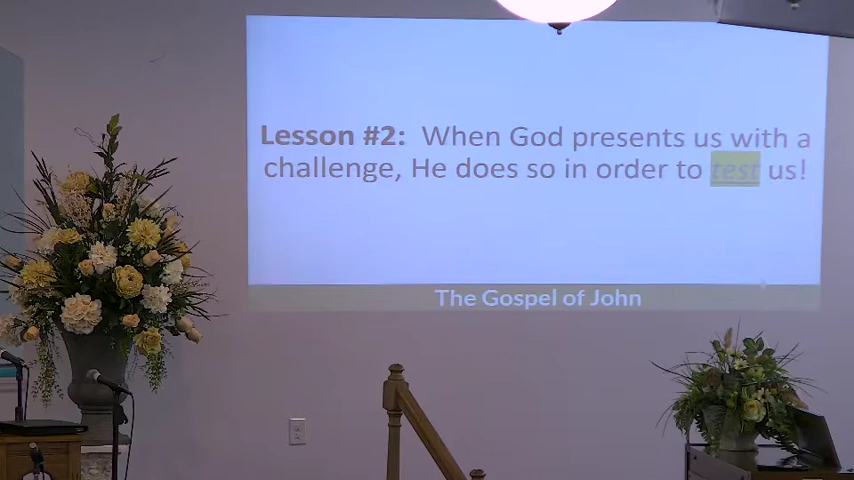 Lesson #2: When God presents us with a
challenge, He does so in order to test us!
The Gospel of John